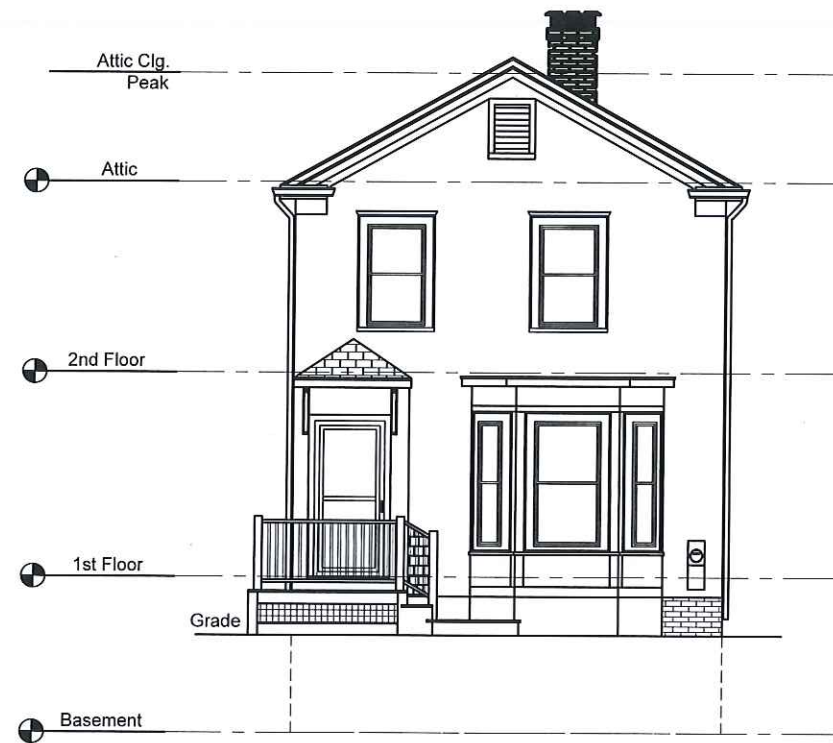 Attic Clg.
Peak
Attic
2nd Floor
1st Floor
Grade
Basement